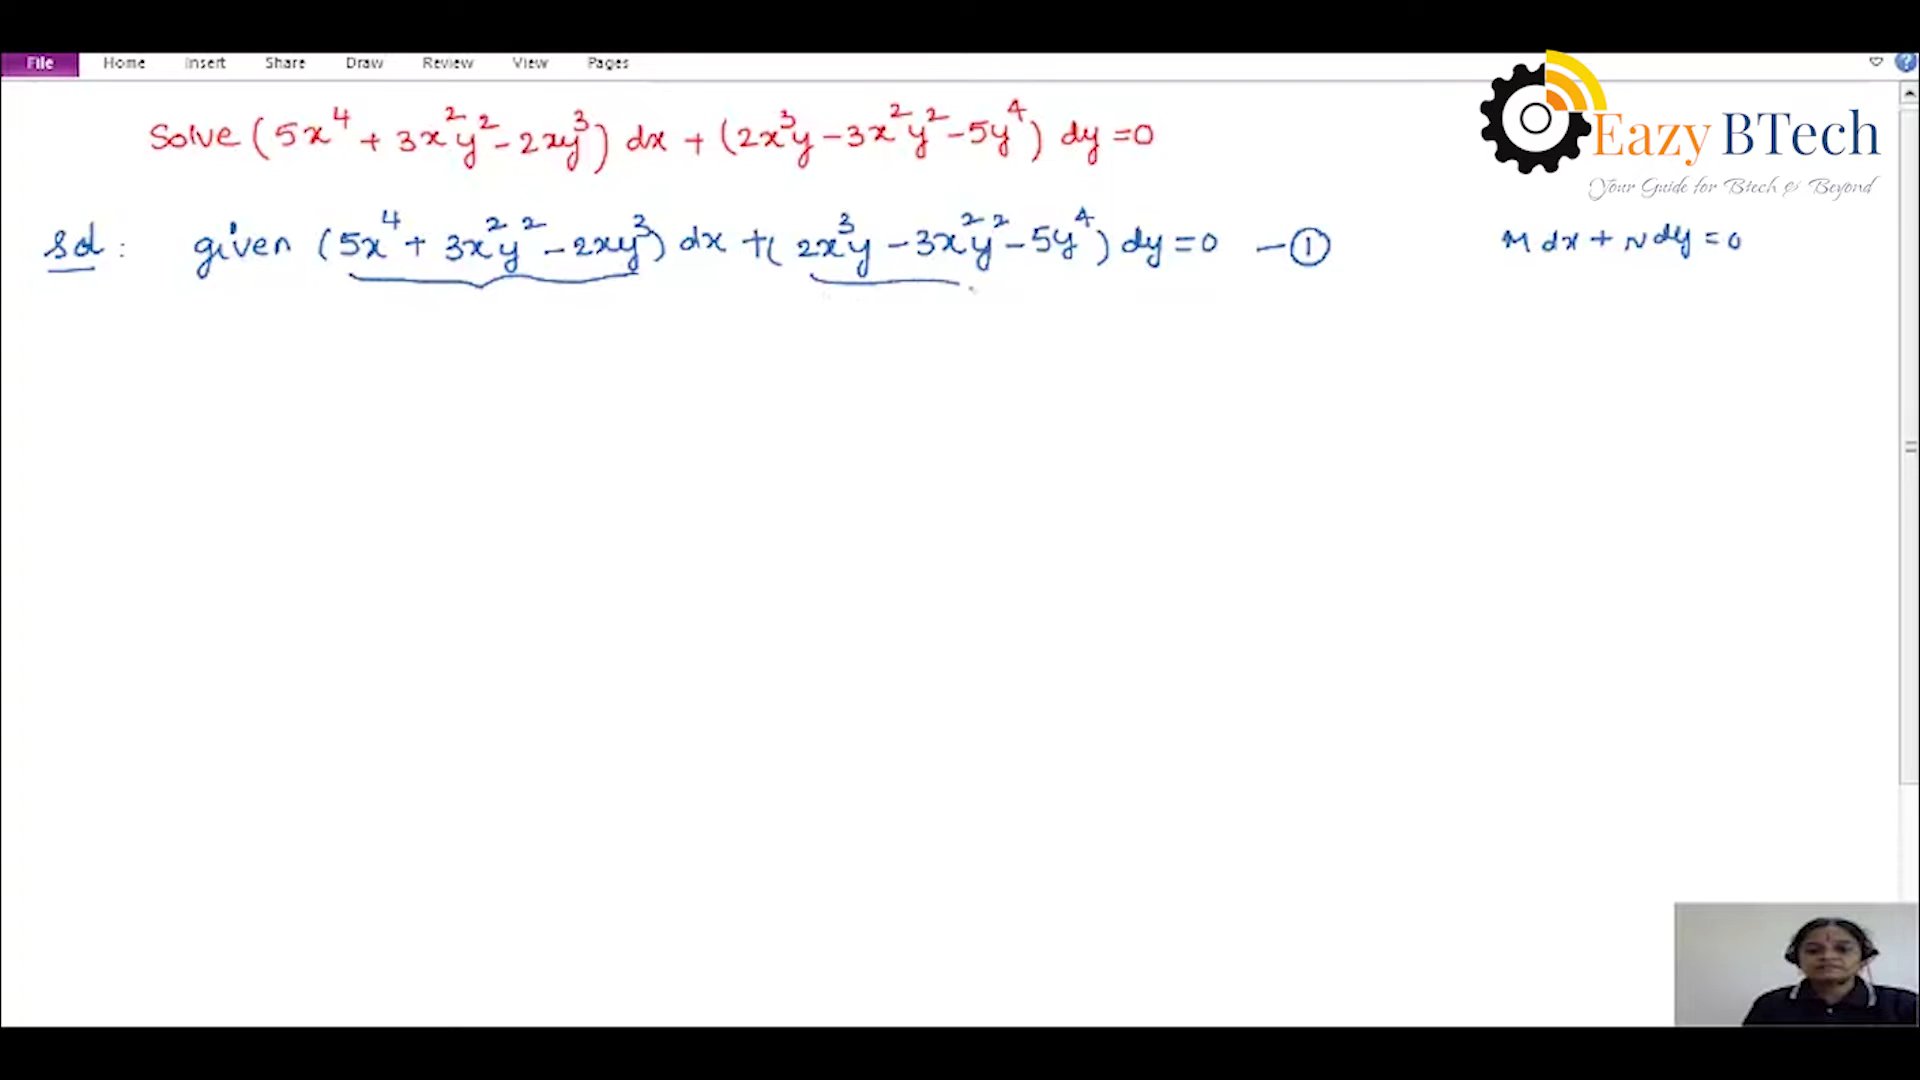 File Home Insert Share Draw Review View Pages
Eazy BTech
Your Guide for Btech & Beyond
Solve (5x⁴ + 3x²y² - 2xy³) dx + (2x³y - 3x²y² - 5y⁴) dy = 0
Sol : given (5x⁴ + 3x²y² - 2xy³) dx + (2x³y - 3x²y² - 5y⁴) dy = 0 - ①
M dx + N dy = 0